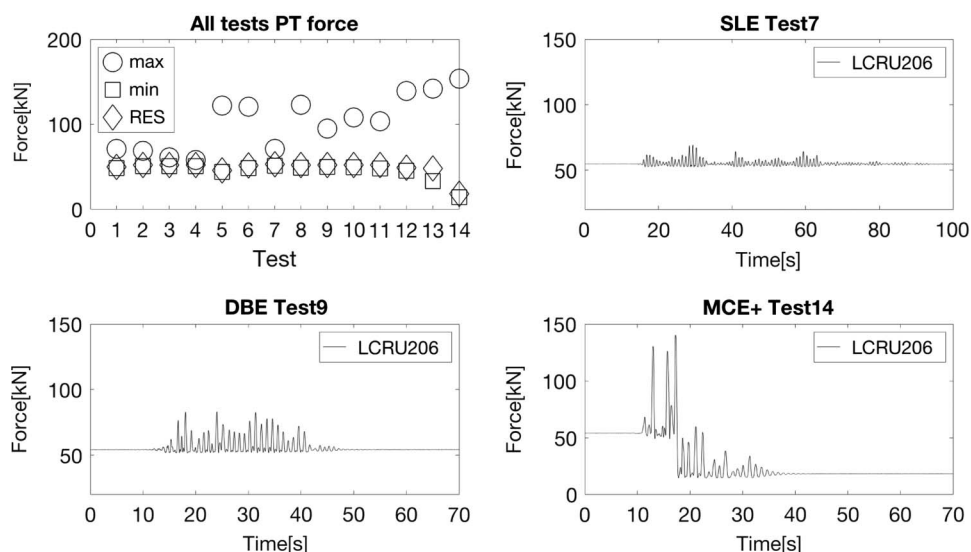 All tests PT force
200
100
0
Force[kN]
max
min
RES
0 1 2 3 4 5 6 7 8 9 10 11 12 13 14
Test
SLE Test7
150
100
50
Force[kN]
LCRU206
0 20 40 60 80 100
Time[s]
DBE Test9
150
100
50
Force[kN]
LCRU206
0 10 20 30 40 50 60 70
Time[s]
MCE+ Test14
150
100
50
0
Force[kN]
LCRU206
0 10 20 30 40 50 60 70
Time[s]